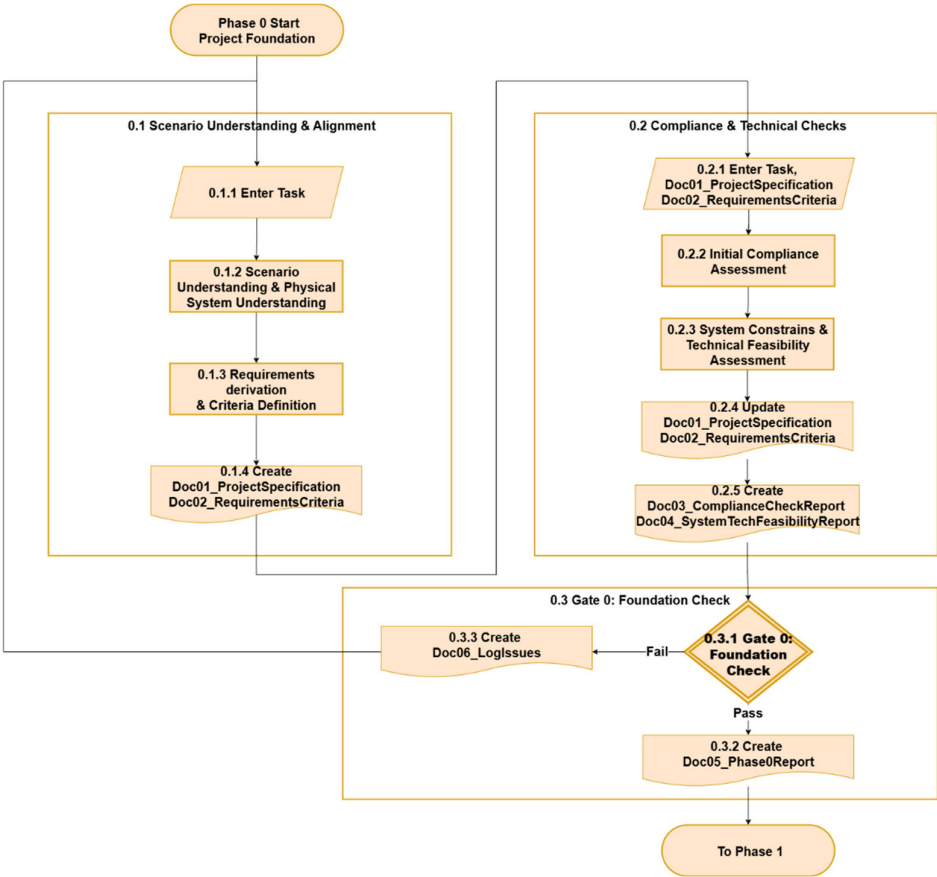 Phase 0 Start
Project Foundation
0.1 Scenario Understanding & Alignment
0.1.1 Enter Task
0.1.2 Scenario
Understanding & Physical
System Understanding
0.1.3 Requirements
derivation
& Criteria Definition
0.1.4 Create
Doc01_ProjectSpecification
Doc02_RequirementsCriteria
0.2 Compliance & Technical Checks
0.2.1 Enter Task,
Doc01_ProjectSpecification
Doc02_RequirementsCriteria
0.2.2 Initial Compliance
Assessment
0.2.3 System Constrains &
Technical Feasibility
Assessment
0.2.4 Update
Doc01_ProjectSpecification
Doc02_RequirementsCriteria
0.2.5 Create
Doc03_ComplianceCheckReport
Doc04_SystemTechFeasibilityReport
0.3 Gate 0: Foundation Check
0.3.1 Gate 0:
Foundation
Check
Fail
0.3.3 Create
Doc06_LogIssues
Pass
0.3.2 Create
Doc05_Phase0Report
To Phase 1